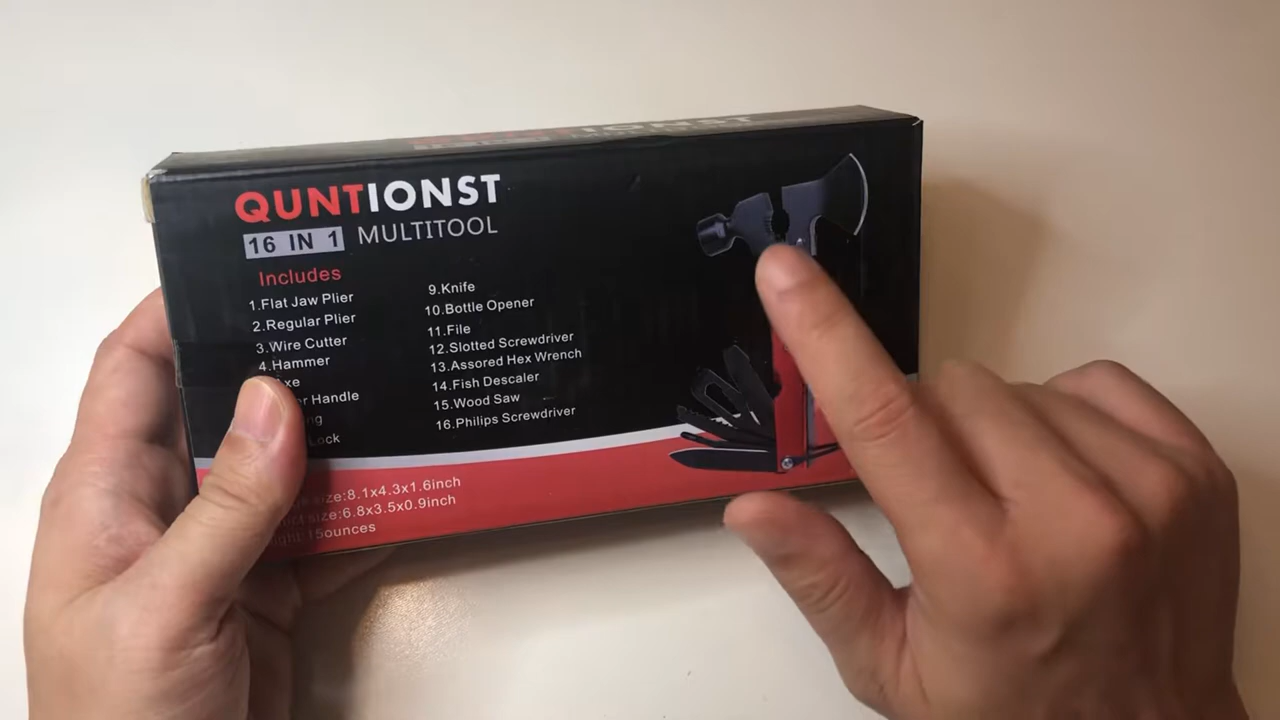 QUNTIONST
16 IN 1 MULTITOOL
Includes
1.Flat Jaw Plier
2.Regular Plier
3.Wire Cutter
4.Hammer
Handle
Lock
9.Knife
10.Bottle Opener
11.File
12.Slotted Screwdriver
13.Assored Hex Wrench
14.Fish Descaler
15.Wood Saw
16.Philips Screwdriver
size:8.1x4.3x1.6inch
size:6.8x3.5x0.9inch
15ounces